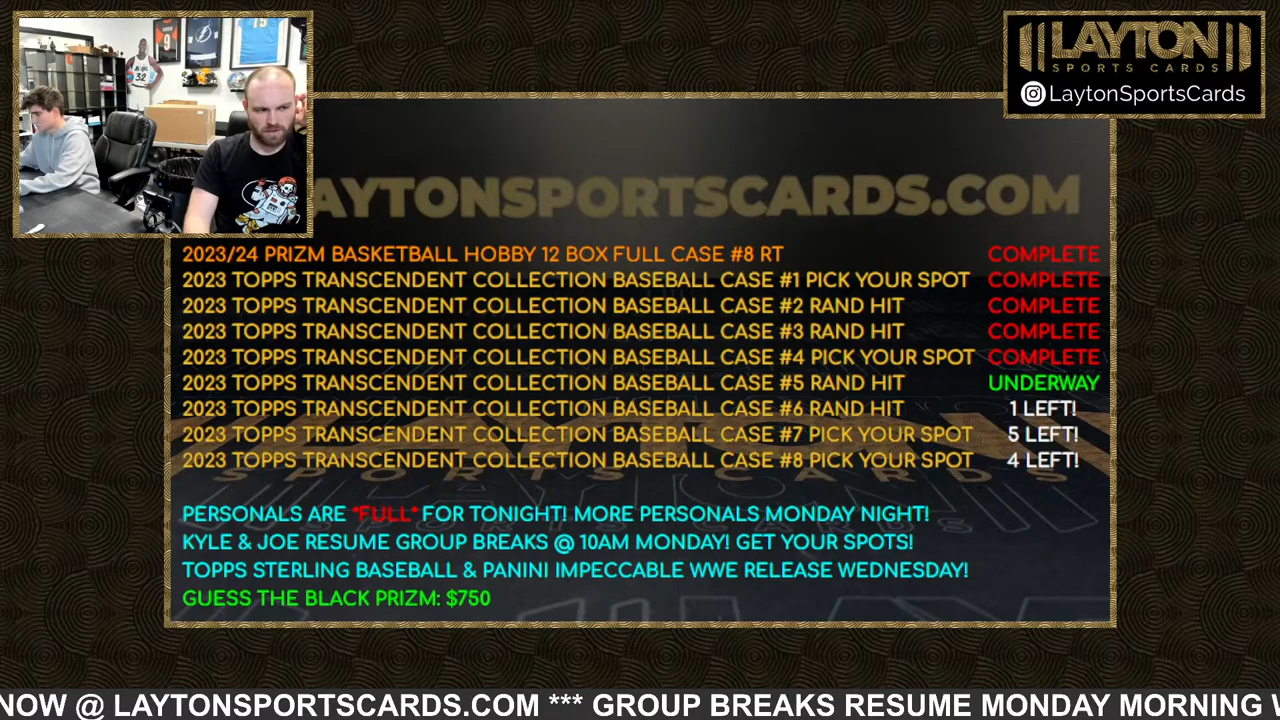 LAYTON
SPORTS CARDS
LaytonSportsCards
AYTONSPORTSCARDS.COM
2023/24 PRIZM BASKETBALL HOBBY 12 BOX FULL CASE #8 RT COMPLETE
2023 TOPPS TRANSCENDENT COLLECTION BASEBALL CASE #1 PICK YOUR SPOT COMPLETE
2023 TOPPS TRANSCENDENT COLLECTION BASEBALL CASE #2 RAND HIT COMPLETE
2023 TOPPS TRANSCENDENT COLLECTION BASEBALL CASE #3 RAND HIT COMPLETE
2023 TOPPS TRANSCENDENT COLLECTION BASEBALL CASE #4 PICK YOUR SPOT COMPLETE
2023 TOPPS TRANSCENDENT COLLECTION BASEBALL CASE #5 RAND HIT UNDERWAY
2023 TOPPS TRANSCENDENT COLLECTION BASEBALL CASE #6 RAND HIT 1 LEFT!
2023 TOPPS TRANSCENDENT COLLECTION BASEBALL CASE #7 PICK YOUR SPOT 5 LEFT!
2023 TOPPS TRANSCENDENT COLLECTION BASEBALL CASE #8 PICK YOUR SPOT 4 LEFT!
SPORTS CARDS
PERSONALS ARE *FULL* FOR TONIGHT! MORE PERSONALS MONDAY NIGHT!
KYLE & JOE RESUME GROUP BREAKS @ 10AM MONDAY! GET YOUR SPOTS!
TOPPS STERLING BASEBALL & PANINI IMPECCABLE WWE RELEASE WEDNESDAY!
GUESS THE BLACK PRIZM: $750
NOW @ LAYTONSPORTSCARDS.COM *** GROUP BREAKS RESUME MONDAY MORNING